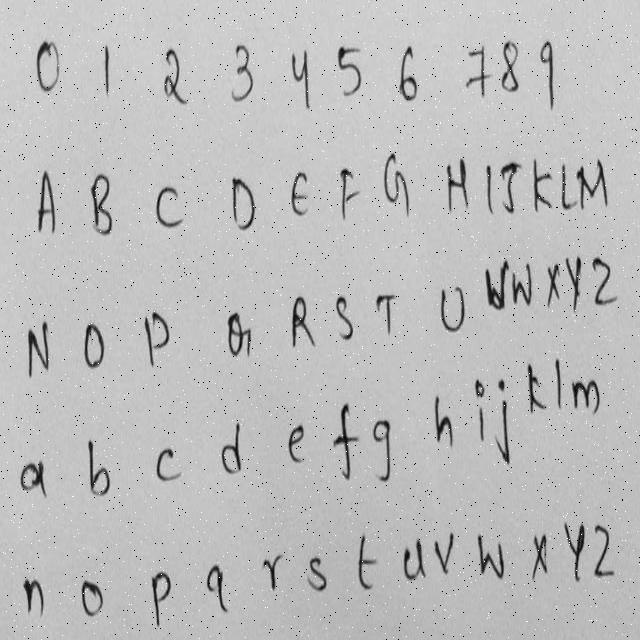 0 1 2 3 4 5 6 7 8 9
A B C D E F G H I J K L M
N O P Q R S T U W W X Y Z
a b c d e f g h i j k l m
n o p q r s t u v w x y z